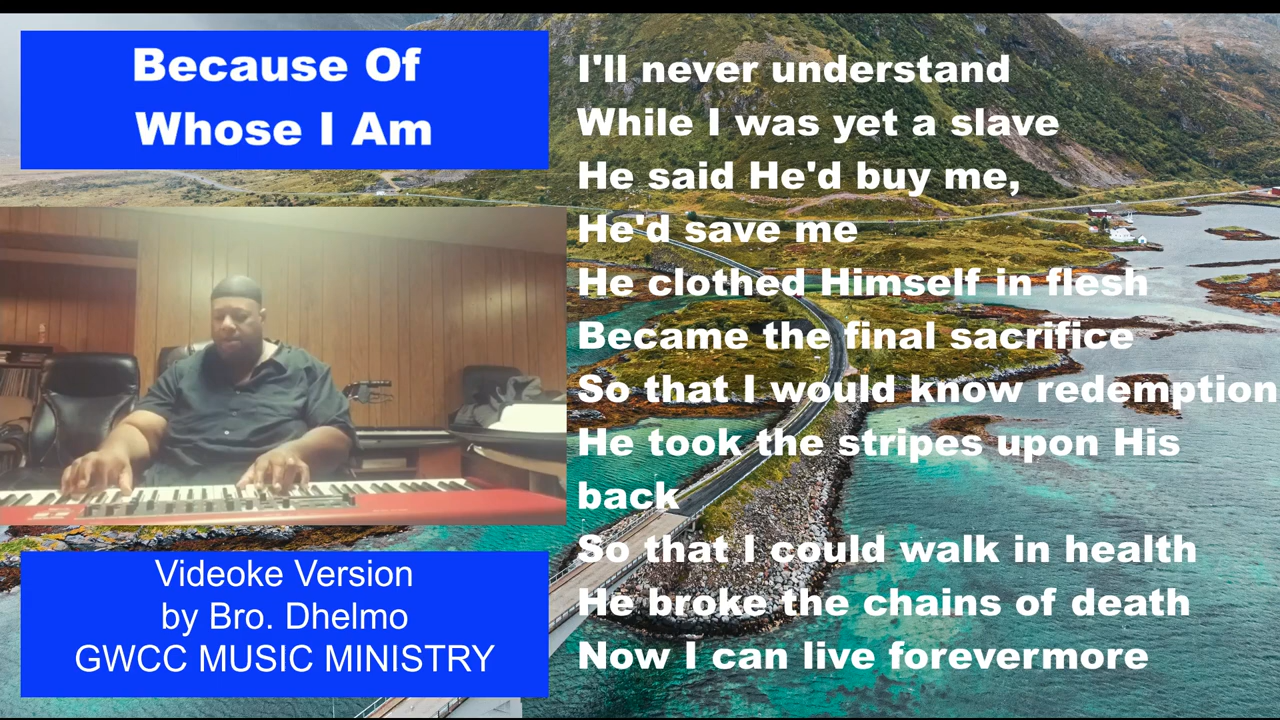 Because Of
Whose I Am
I'll never understand
While I was yet a slave
He said He'd buy me,
He'd save me
He clothed Himself in flesh
Became the final sacrifice
So that I would know redemption
He took the stripes upon His
back
So that I could walk in health
He broke the chains of death
Now I can live forevermore
Videoke Version
by Bro. Dhelmo
GWCC MUSIC MINISTRY